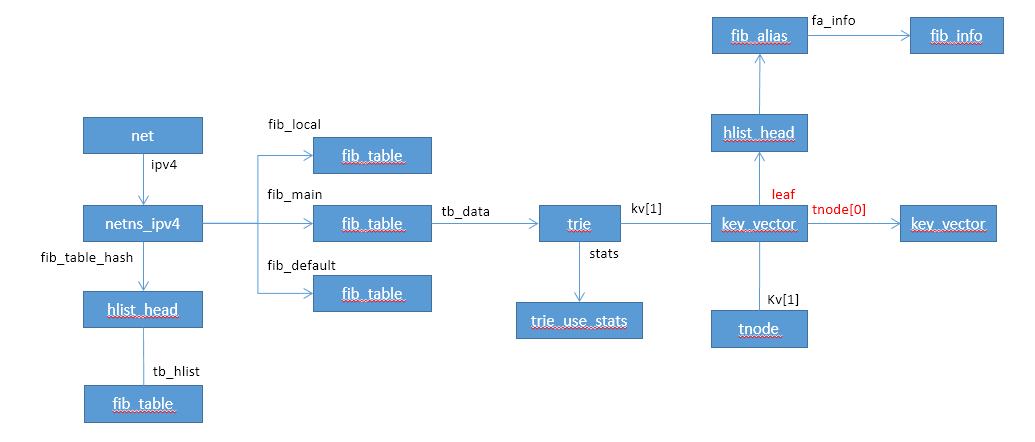 fib_alias
fa_info
fib_info
net
fib_local
hlist_head
ipv4
fib_table
fib_main
leaf
netns_ipv4
fib_table
tb_data
trie
kv[1]
key_vector
tnode[0]
key_vector
fib_table_hash
fib_default
stats
hlist_head
fib_table
trie_use_stats
Kv[1]
tnode
tb_hlist
fib_table